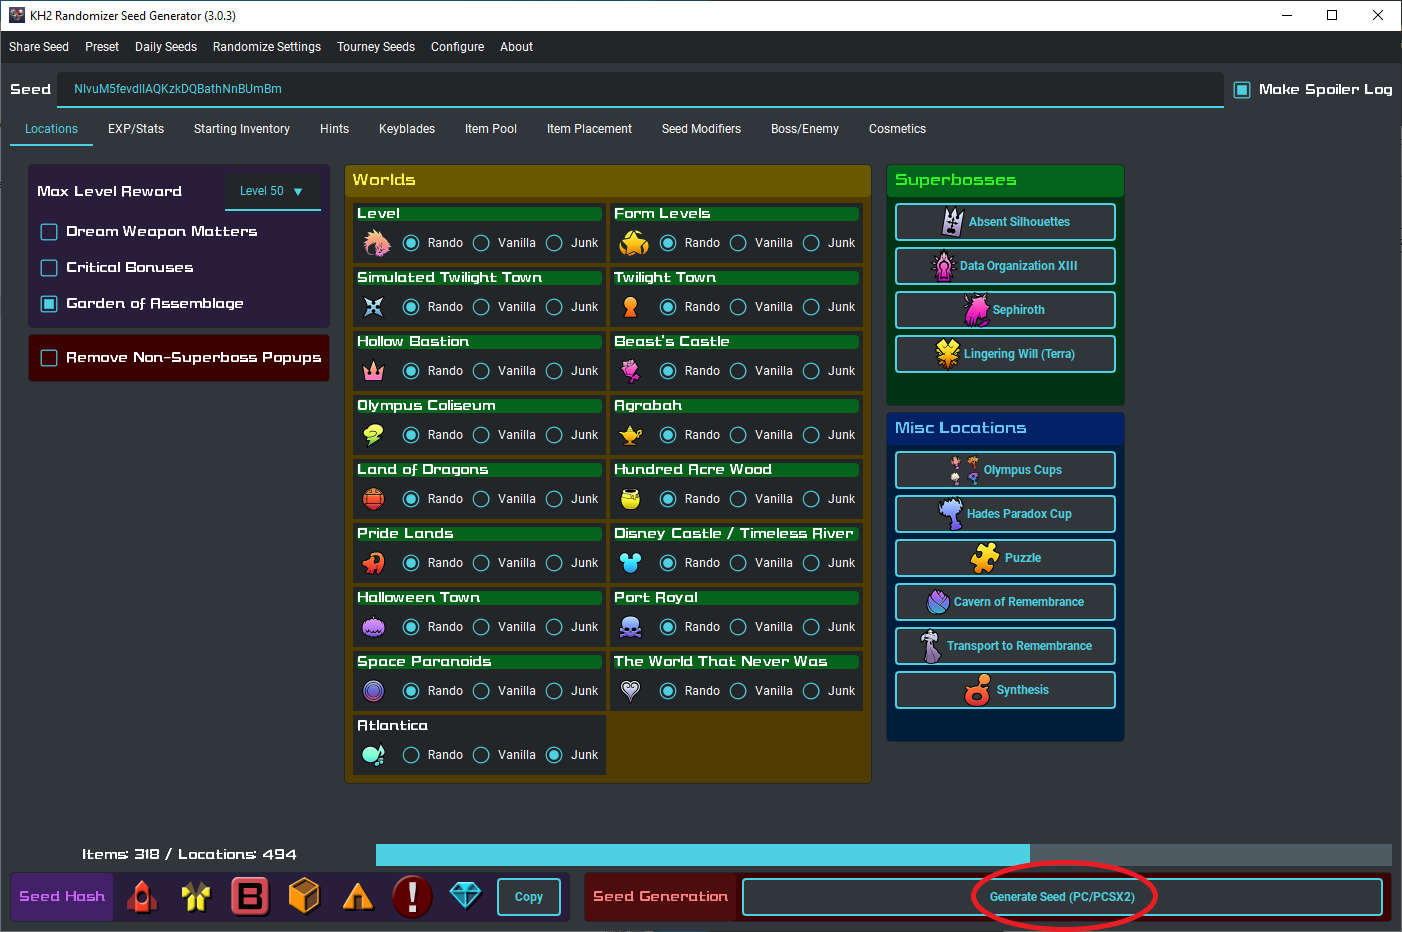 KH2 Randomizer Seed Generator (3.0.3)
Share Seed Preset Daily Seeds Randomize Settings Tourney Seeds Configure About
Seed Make Spoiler Log
Locations EXP/Stats Starting Inventory Hints Keyblades Item Pool Item Placement Seed Modifiers Boss/Enemy Cosmetics
Max Level Reward Level 50
Dream Weapon Matters
Critical Bonuses
Garden of Assemblage
Remove Non-Superboss Popups
Worlds
Level Form Levels
Rando Vanilla Junk Rando Vanilla Junk
Simulated Twilight Town Twilight Town
Rando Vanilla Junk Rando Vanilla Junk
Hollow Bastion Beast's Castle
Rando Vanilla Junk Rando Vanilla Junk
Olympus Coliseum Agrabah
Rando Vanilla Junk Rando Vanilla Junk
Land of Dragons Hundred Acre Wood
Rando Vanilla Junk Rando Vanilla Junk
Pride Lands Disney Castle / Timeless River
Rando Vanilla Junk Rando Vanilla Junk
Halloween Town Port Royal
Rando Vanilla Junk Rando Vanilla Junk
Space Paranoids The World That Never Was
Rando Vanilla Junk Rando Vanilla Junk
Atlantica
Rando Vanilla Junk
Superbosses
Absent Silhouettes
Data Organization XIII
Sephiroth
Lingering Will (Terra)
Misc Locations
Olympus Cups
Hades Paradox Cup
Puzzle
Cavern of Remembrance
Transport to Remembrance
Synthesis
Items: 318 / Locations: 494
Seed Hash B ! Copy Seed Generation Generate Seed (PC/PCSX2)